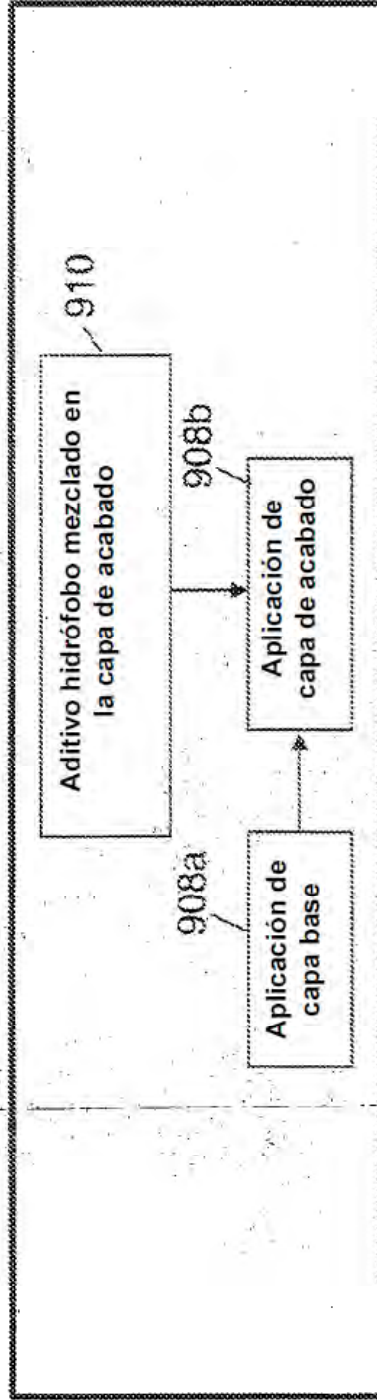 910
Aditivo hidrófobo mezclado en
la capa de acabado
908a
Aplicación de
capa base
908b
Aplicación de
capa de acabado